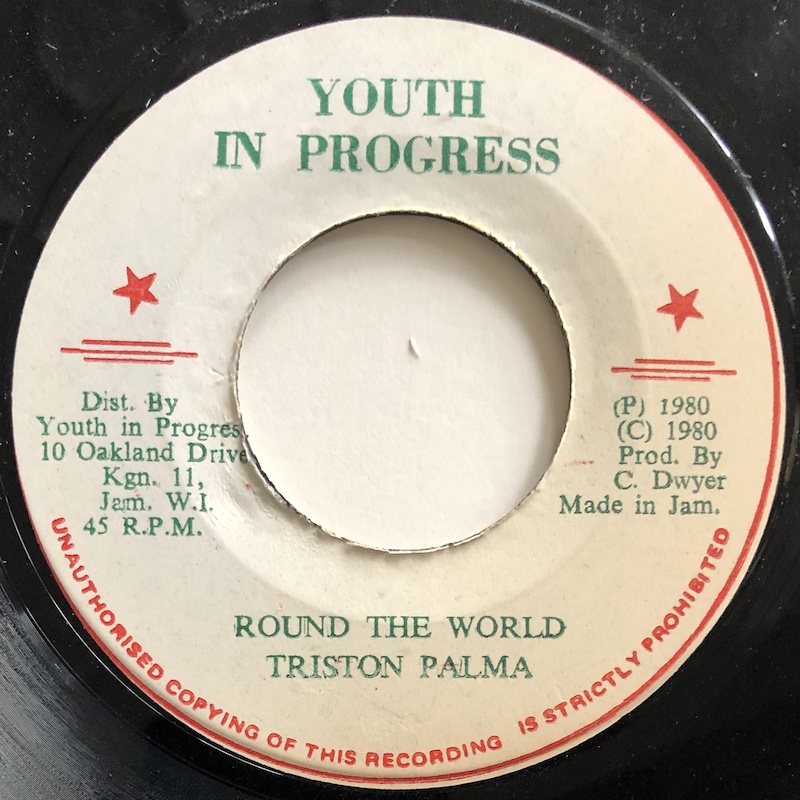 YOUTH
IN PROGRESS
Dist. By
Youth in Progres
10 Oakland Drive
Kgn. 11,
Jam. W.I.
45 R.P.M.
(P) 1980
(C) 1980
Prod. By
C. Dwyer
Made in Jam.
ROUND THE WORLD
TRISTON PALMA
UNAUTHORISED COPYING OF THIS RECORDING IS STRICTLY PROHIBITED